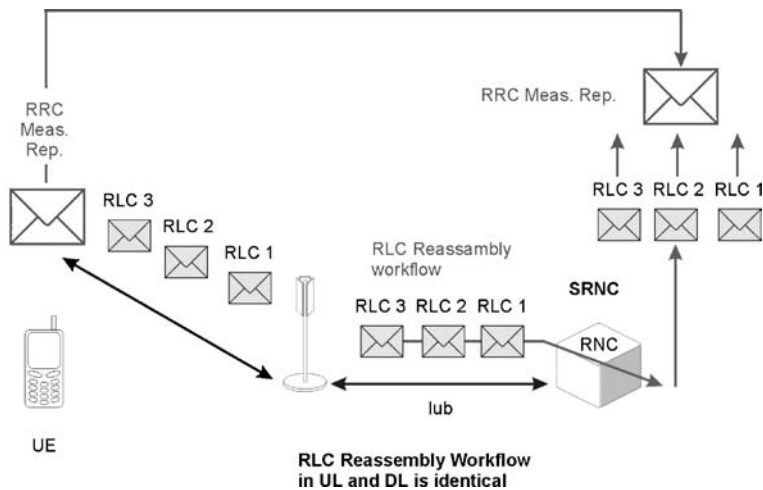 RRC
Meas.
Rep.
RRC Meas. Rep.
RLC 3
RLC 2
RLC 1
RLC 3
RLC 2
RLC 1
RLC Reassambly
workflow
RLC 3
RLC 2
RLC 1
SRNC
RNC
Iub
UE
RLC Reassembly Workflow
in UL and DL is identical